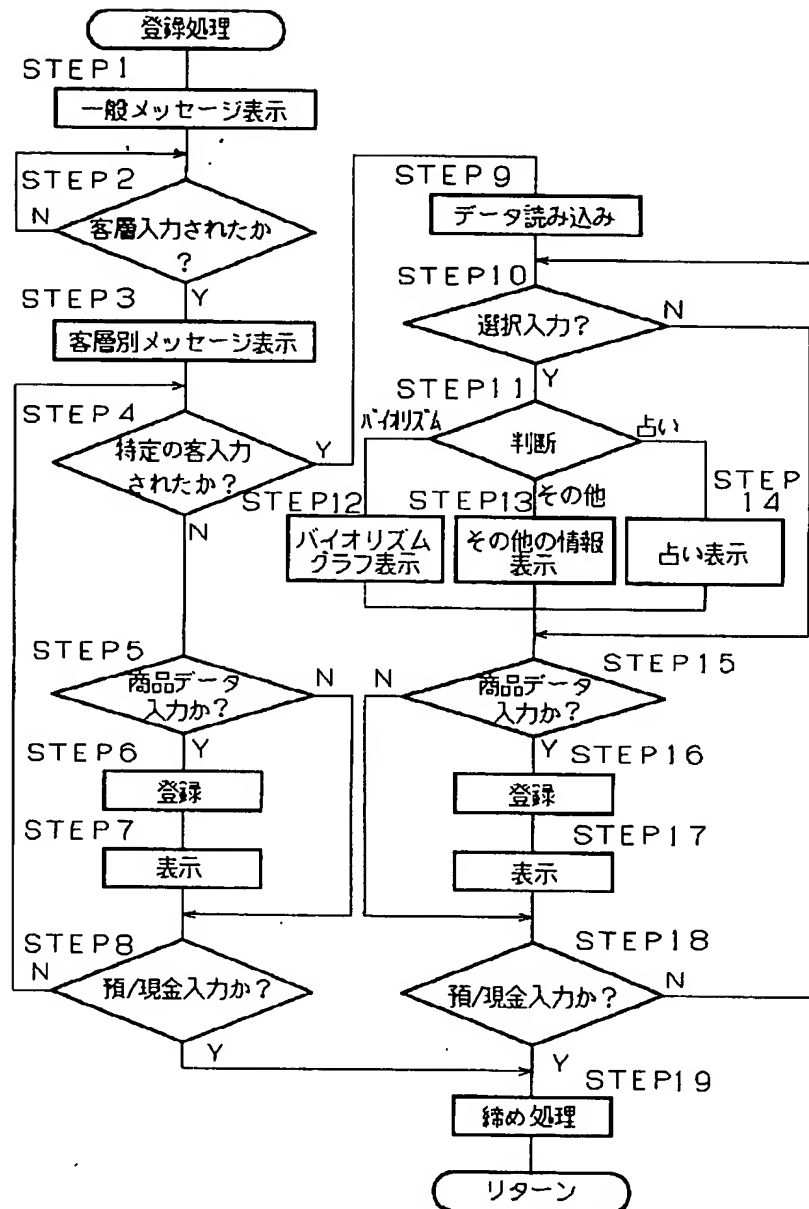 登録処理
STEP1
一般メッセージ表示
STEP2
N
客層入力されたか
?
Y
STEP3
客層別メッセージ表示
STEP4
特定の客入力
されたか?
Y
N
STEP5
商品データ
入力か?
N
Y
STEP6
登録
STEP7
表示
STEP8
N
預/現金入力か?
Y
STEP9
データ読み込み
STEP10
選択入力?
N
Y
STEP11
バイオリズム
判断
占い
その他
STEP12
バイオリズム
グラフ表示
STEP13
その他の情報
表示
STEP
14
占い表示
STEP15
N
商品データ
入力か?
Y
STEP16
登録
STEP17
表示
STEP18
預/現金入力か?
N
Y
STEP19
締め処理
リターン